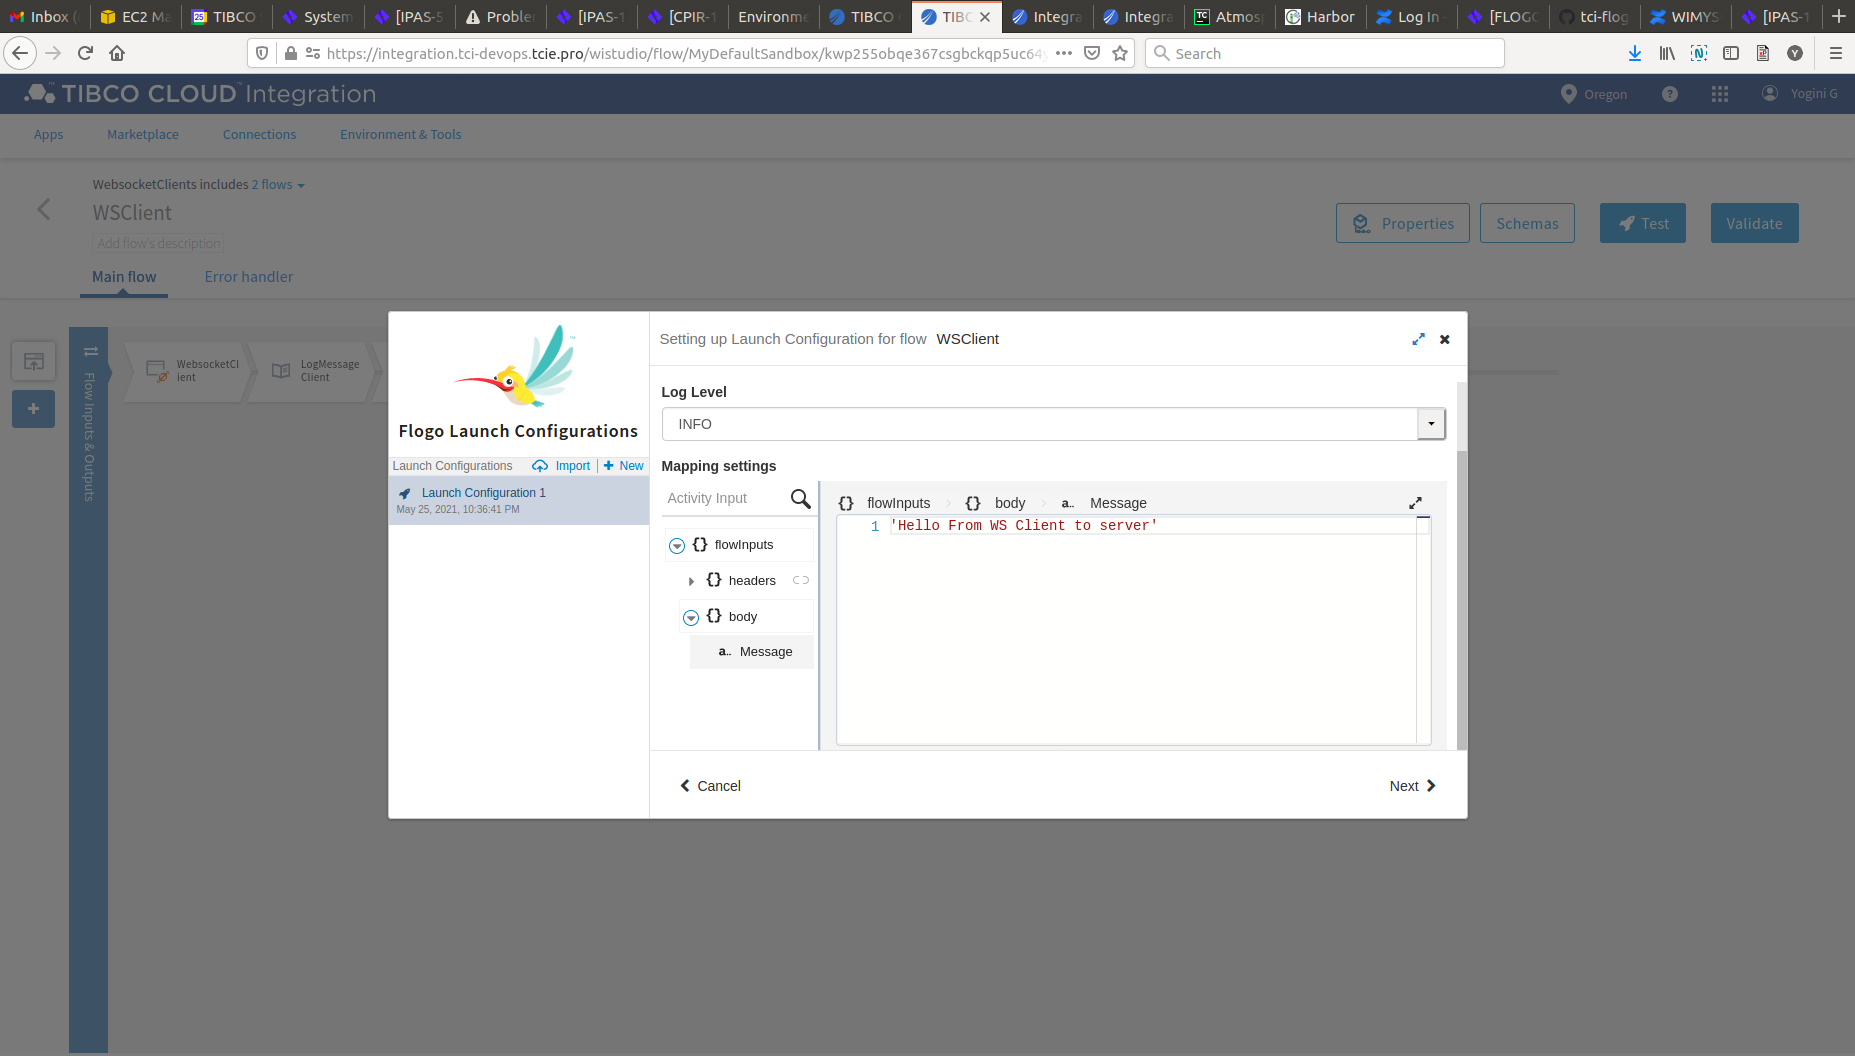 Inbox (
EC2 Ma
25
TIBCO
System
[IPAS-5
Proble
[IPAS-1
[CPIR-1
Environme
TIBCO
TIBC
Integra
Integra
TC
Atmos
Harbor
Log In -
[FLOGO
tci-flog
WIMYS
[IPAS-1
https://integration.tci-devops.tcie.pro/wistudio/flow/MyDefaultSandbox/kwp255obqe367csgbckqp5uc64
Search
Y
TIBCO CLOUD™ Integration
Oregon
?
Yogini G
Apps
Marketplace
Connections
Environment & Tools
WebsocketClients includes 2 flows
WSClient
Add flow's description
Properties
Schemas
Test
Validate
Main flow
Error handler
Flow Inputs & Outputs
WebsocketCl
ient
LogMessage
Client
Flogo Launch Configurations
Launch Configurations
Import
New
Launch Configuration 1
May 25, 2021, 10:36:41 PM
Setting up Launch Configuration for flow WSClient
Log Level
INFO
Mapping settings
Activity Input
{} flowInputs
{} headers
{} body
a.. Message
{} flowInputs {} body a.. Message
1 'Hello From WS Client to server'
Cancel
Next